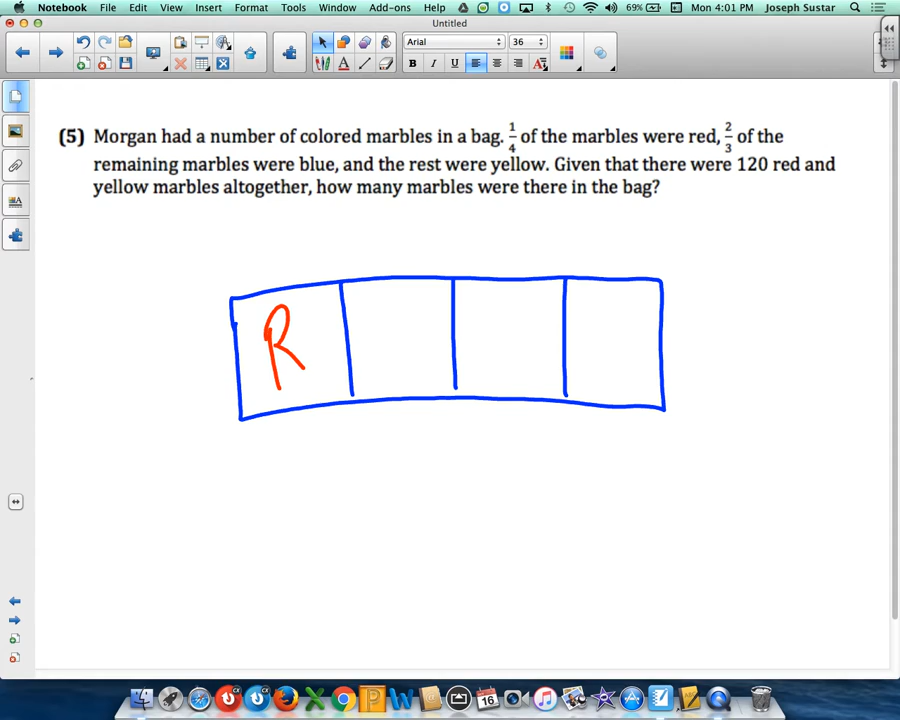 Notebook File Edit View Insert Format Tools Window Add-ons Help 69% Mon 4:01 PM Joseph Sustar
Untitled
Arial 36
B I U
(5) Morgan had a number of colored marbles in a bag. 1/4 of the marbles were red, 2/3 of the
remaining marbles were blue, and the rest were yellow. Given that there were 120 red and
yellow marbles altogether, how many marbles were there in the bag?
R